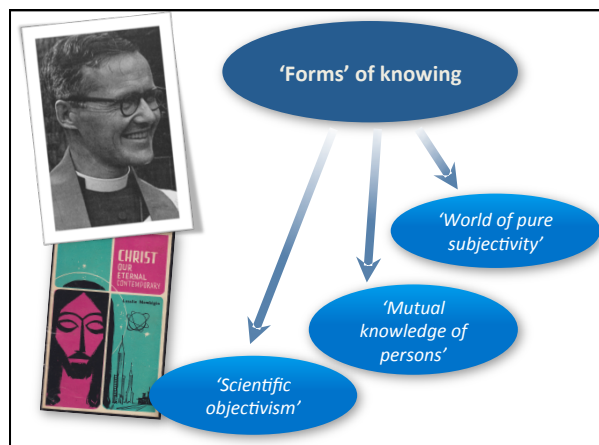 ‘Forms’ of knowing
‘World of pure
subjectivity’
CHRIST
OUR
ETERNAL
CONTEMPORARY
‘Mutual
knowledge of
persons’
‘Scientific
objectivism’